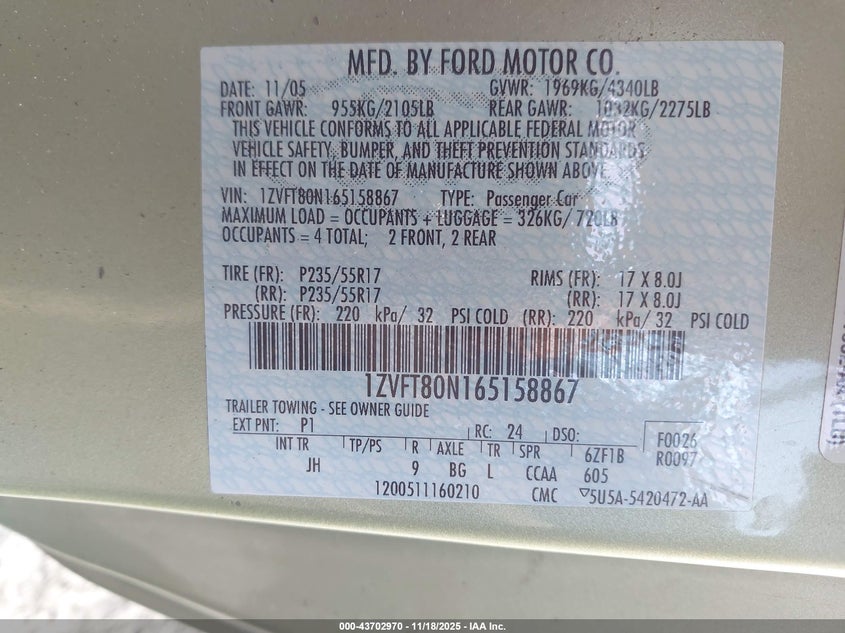 MFD. BY FORD MOTOR CO.
DATE: 11/05 GVWR: 1969KG/4340LB
FRONT GAWR: 955KG/2105LB REAR GAWR: 1032KG/2275LB
THIS VEHICLE CONFORMS TO ALL APPLICABLE FEDERAL MOTOR
VEHICLE SAFETY, BUMPER, AND THEFT PREVENTION STANDARDS
IN EFFECT ON THE DATE OF MANUFACTURE SHOWN ABOVE.
VIN: 1ZVFT80N165158867 TYPE: Passenger Car
MAXIMUM LOAD = OCCUPANTS + LUGGAGE = 326KG/ 720LB
OCCUPANTS = 4 TOTAL; 2 FRONT, 2 REAR
TIRE (FR): P235/55R17 RIMS (FR): 17 X 8.0J
(RR): P235/55R17 (RR): 17 X 8.0J
PRESSURE (FR): 220 kPa/ 32 PSI COLD (RR): 220 kPa/ 32 PSI COLD
1ZVFT80N165158867
TRAILER TOWING - SEE OWNER GUIDE
EXT PNT: P1 RC: 24 DSO: F0026
INT TR TP/PS R AXLE TR SPR 6ZF1B R0097
JH 9 BG L CCAA 605
1200511160210 CMC ▽5U5A-5420472-AA
000-43702970 - 11/18/2025 - IAA Inc.